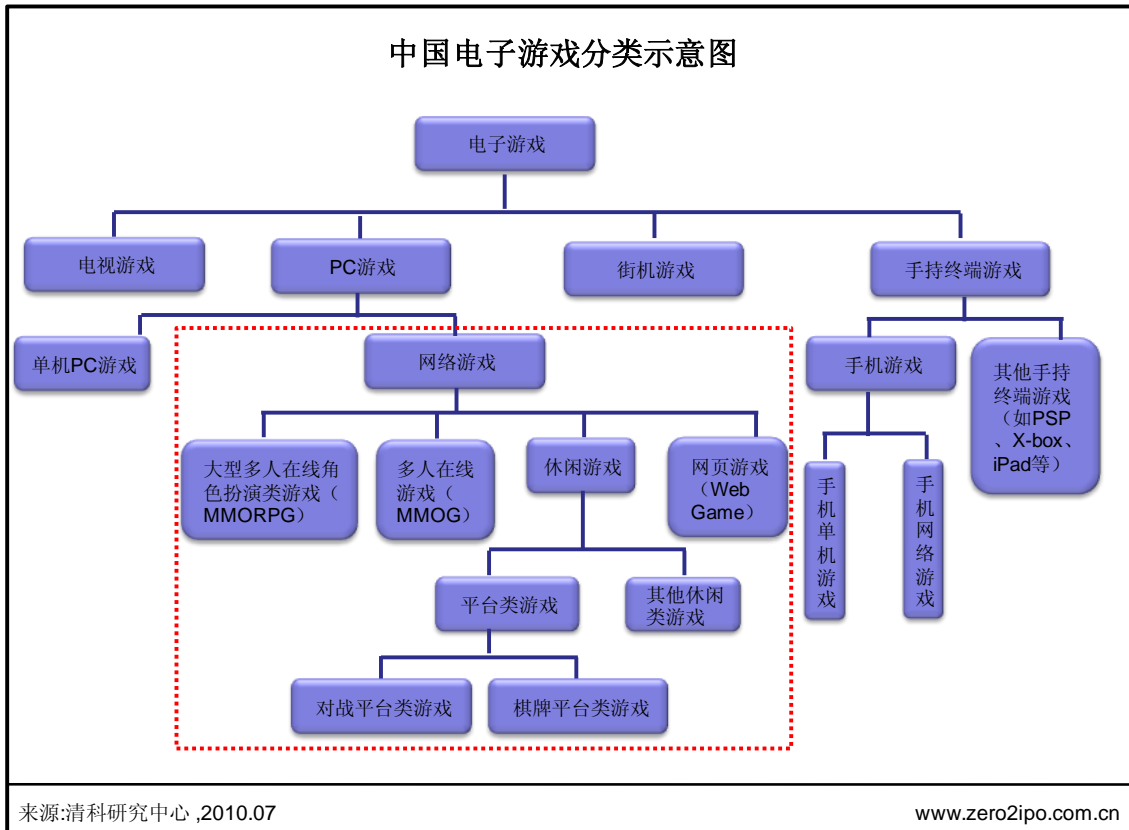 中国电子游戏分类示意图
电子游戏
电视游戏
PC游戏
街机游戏
手持终端游戏
单机PC游戏
网络游戏
手机游戏
其他手持
终端游戏
（如PSP
、X-box、
iPad等）
大型多人在线角
色扮演类游戏（
MMORPG）
多人在线
游戏（
MMOG）
休闲游戏
网页游戏
（Web
Game）
手机单机游戏
手机网络游戏
平台类游戏
其他休闲
类游戏
对战平台类游戏
棋牌平台类游戏
来源:清科研究中心 ,2010.07
www.zero2ipo.com.cn